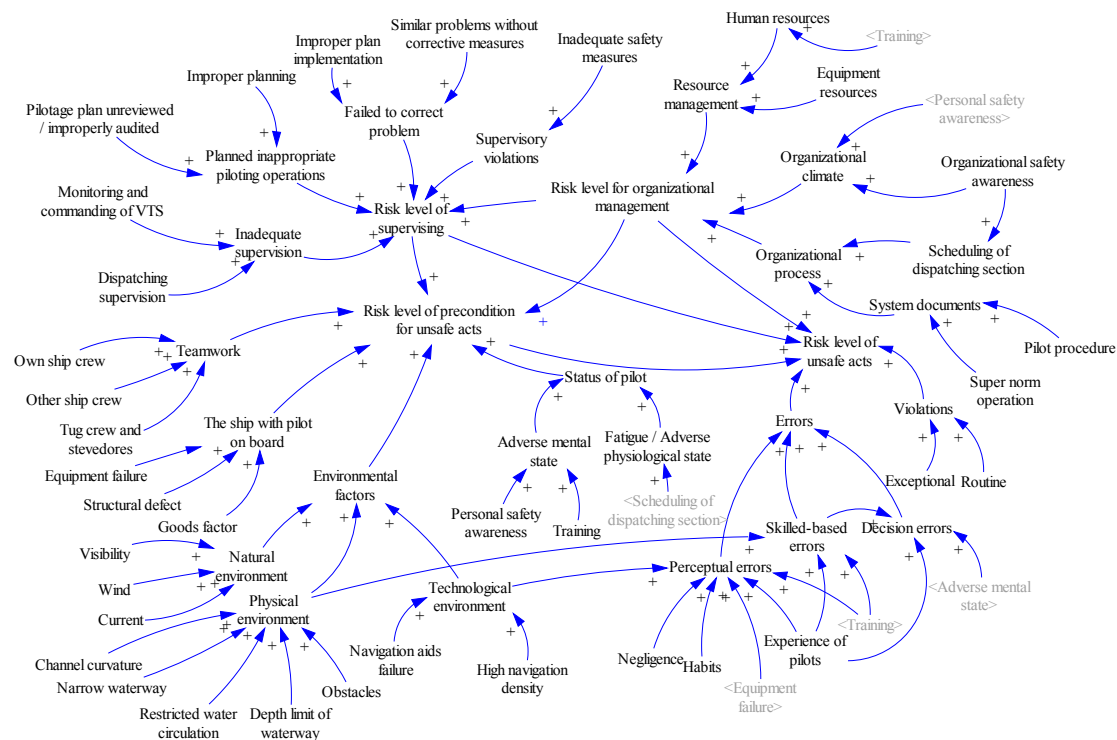 Human resources
<Training>
Similar problems without
corrective measures
Improper plan
implementation
Inadequate safety
measures
Improper planning
Resource
management
Equipment
resources
Pilotage plan unreviewed
/ improperly audited
Failed to correct
problem
<Personal safety
awareness>
Supervisory
violations
Planned inappropriate
piloting operations
Organizational
climate
Organizational safety
awareness
Monitoring and
commanding of VTS
Risk level for organizational
management
Risk level of
supervising
Inadequate
supervision
Organizational
process
Scheduling of
dispatching section
Dispatching
supervision
System documents
Risk level of precondition
for unsafe acts
Own ship crew
Teamwork
Risk level of
unsafe acts
Pilot procedure
Status of pilot
Super norm
operation
Other ship crew
Violations
Tug crew and
stevedores
The ship with pilot
on board
Errors
Adverse mental
state
Fatigue / Adverse
physiological state
Equipment failure
Environmental
factors
Exceptional
Routine
Structural defect
<Scheduling of
dispatching section>
Personal safety
awareness
Training
Goods factor
Skilled-based
errors
Decision errors
Visibility
Natural
environment
Perceptual errors
Wind
Technological
environment
<Adverse mental
state>
Physical
environment
Current
<Training>
Experience of
pilots
Navigation aids
failure
Negligence
Habits
Channel curvature
High navigation
density
Narrow waterway
Obstacles
<Equipment
failure>
Restricted water
circulation
Depth limit of
waterway